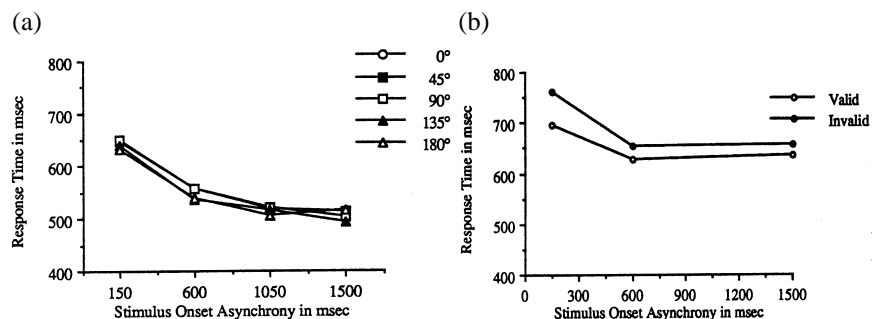 (a)
800
700
600
500
400
Response Time in msec
150 600 1050 1500
Stimulus Onset Asynchrony in msec
0°
45°
90°
135°
180°
(b)
800
700
600
500
400
Response Time in msec
0 300 600 900 1200 1500
Stimulus Onset Asynchrony in msec
Valid
Invalid